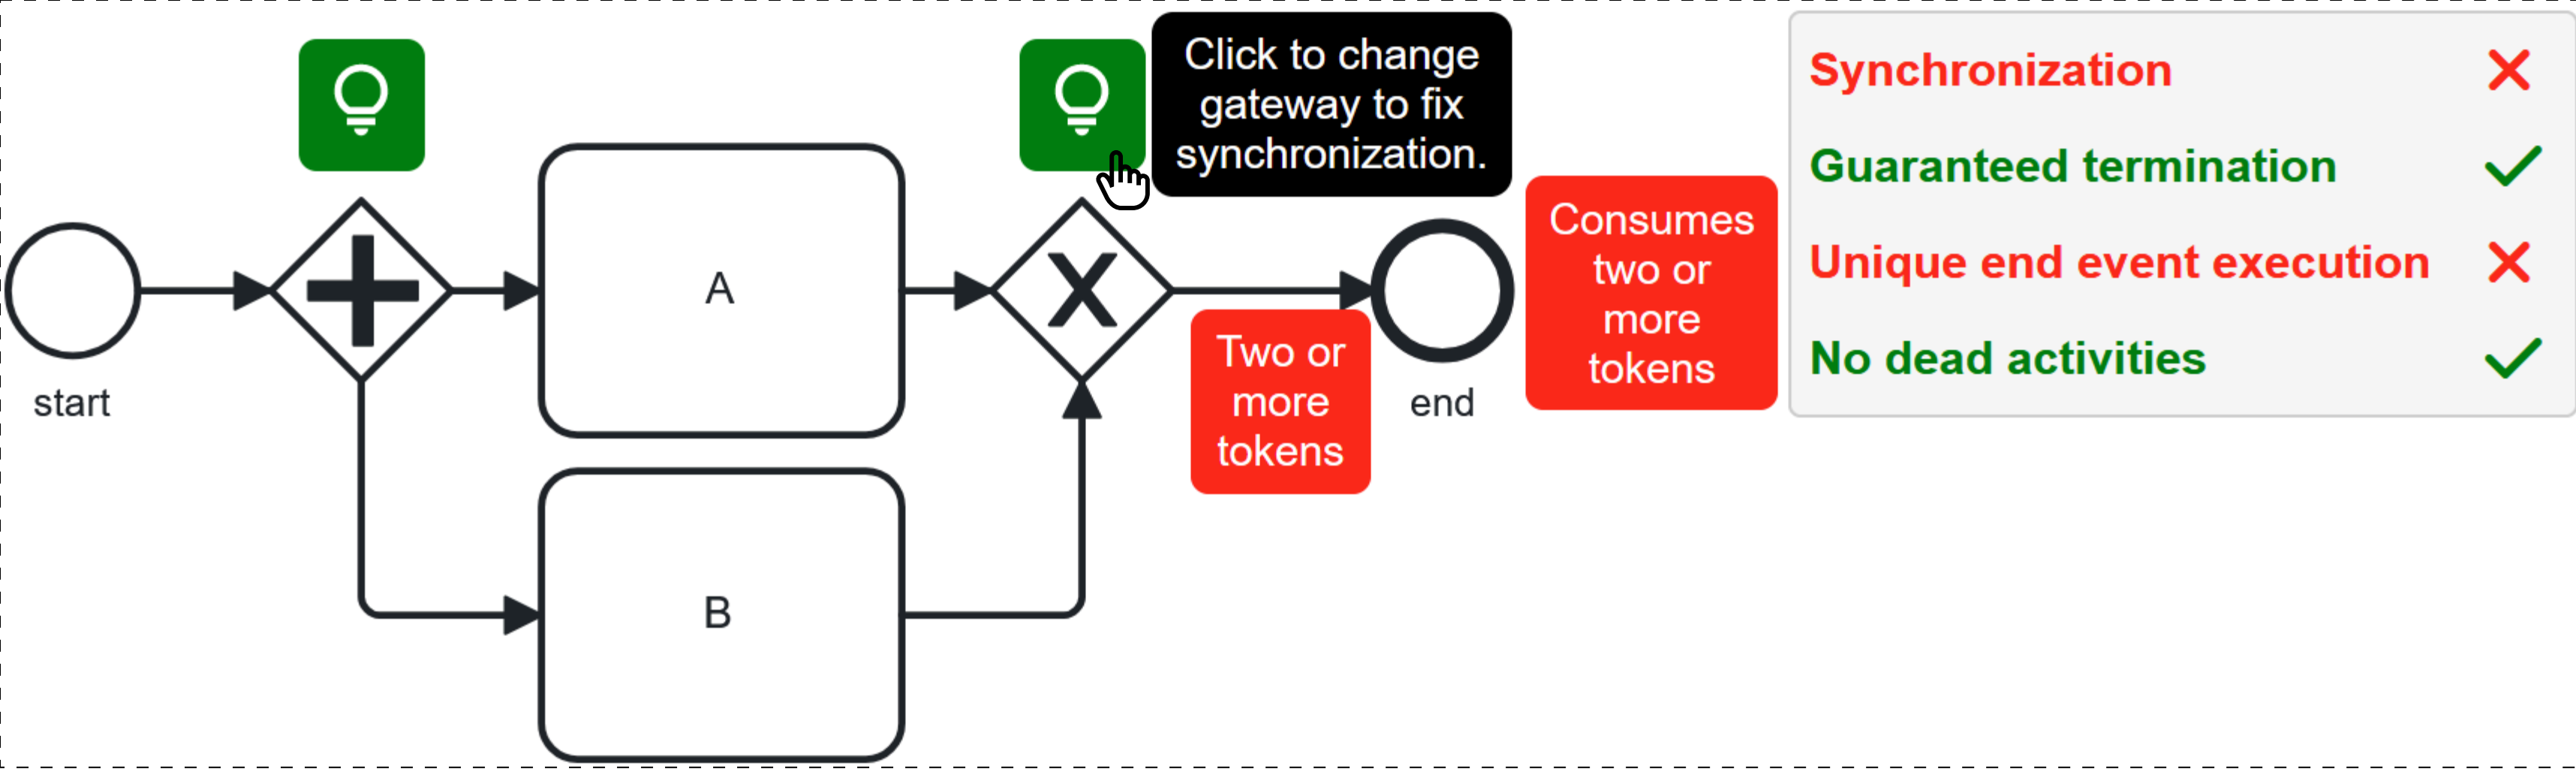 Click to change
gateway to fix
synchronization.
Synchronization
Guaranteed termination
Unique end event execution
No dead activities
Consumes
two or
more
tokens
A
X
start
Two or
more
tokens
end
B